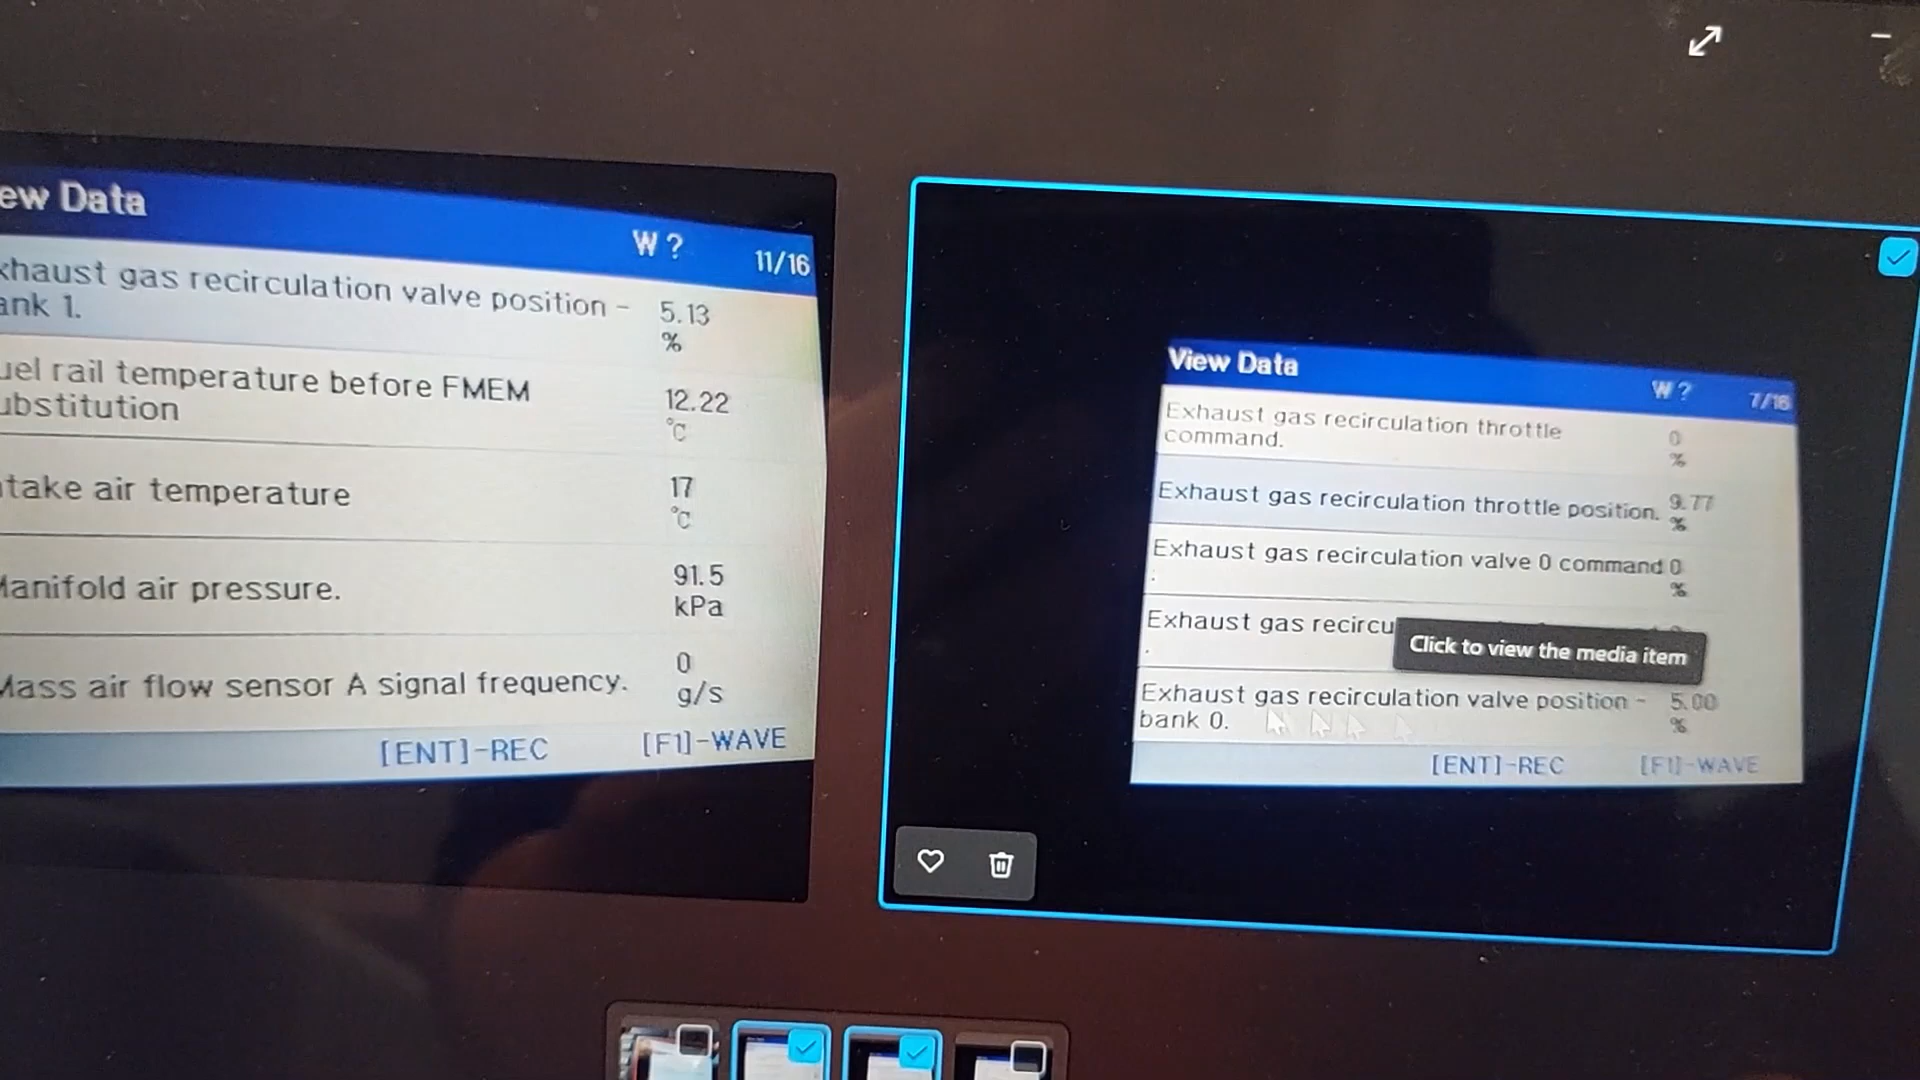 ew Data
W ?
11/16
xhaust gas recirculation valve position -
ank 1.
5.13
%
uel rail temperature before FMEM
ubstitution
12.22
°C
take air temperature
17
°C
Manifold air pressure.
91.5
kPa
Mass air flow sensor A signal frequency.
0
g/s
[ENT]-REC
[F1]-WAVE
View Data
W ?
7/16
Exhaust gas recirculation throttle
command.
0
%
Exhaust gas recirculation throttle position.
9.77
%
Exhaust gas recirculation valve 0 command
.
0
%
Exhaust gas recircu
.
Click to view the media item
Exhaust gas recirculation valve position -
bank 0.
5.00
%
[ENT]-REC
[F1]-WAVE